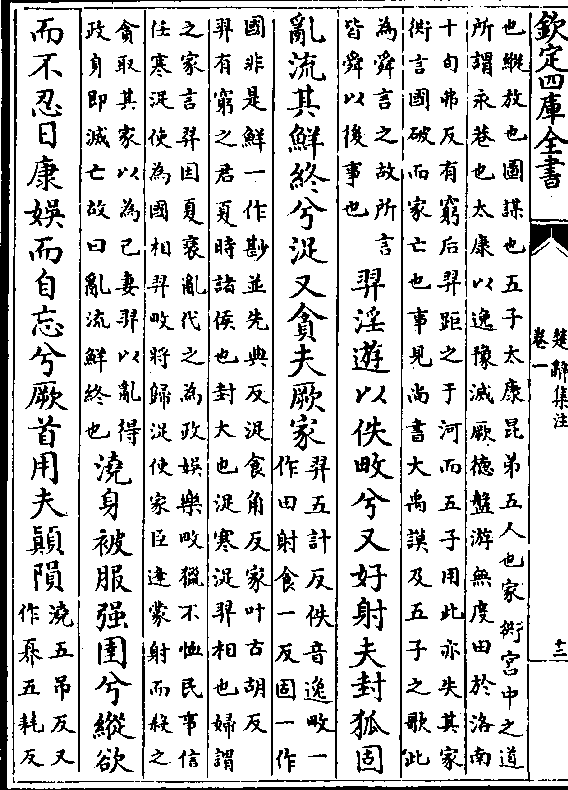 欽定四庫全書
楚辭集注
卷一
十三
也縱放也圖謀也五子太康昆弟五人也家衖宮中之道
所謂永巷也太康以逸豫滅厥德盤游無度田於洛南
十旬弗反有窮后羿距之于河而五子用此亦失其家
衖言國破而家亡也事見尚書大禹謨及五子之歌此
為舜言之故所言
皆舜以後事也
羿淫遊以佚畋兮又好射夫封狐固
亂流其鮮終兮浞又貪夫厥家
羿五計反佚音逸畋一
作田射食一反固一作
國非是鮮一作尠並先典反浞食角反家叶古胡反
羿有窮之君夏時諸侯也封大也浞寒浞羿相也婦謂
之家言羿因夏衰亂代之為政娛樂畋獵不恤民事信
任寒浞使為國相羿畋將歸浞使家臣逄蒙射而殺之
貪取其家以為己妻羿以亂得
政身即滅亡故曰亂流鮮終也
澆身被服强圉兮縱欲
而不忍日康娛而自忘兮厥首用夫顛隕
澆五吊反又
作奡五耗反